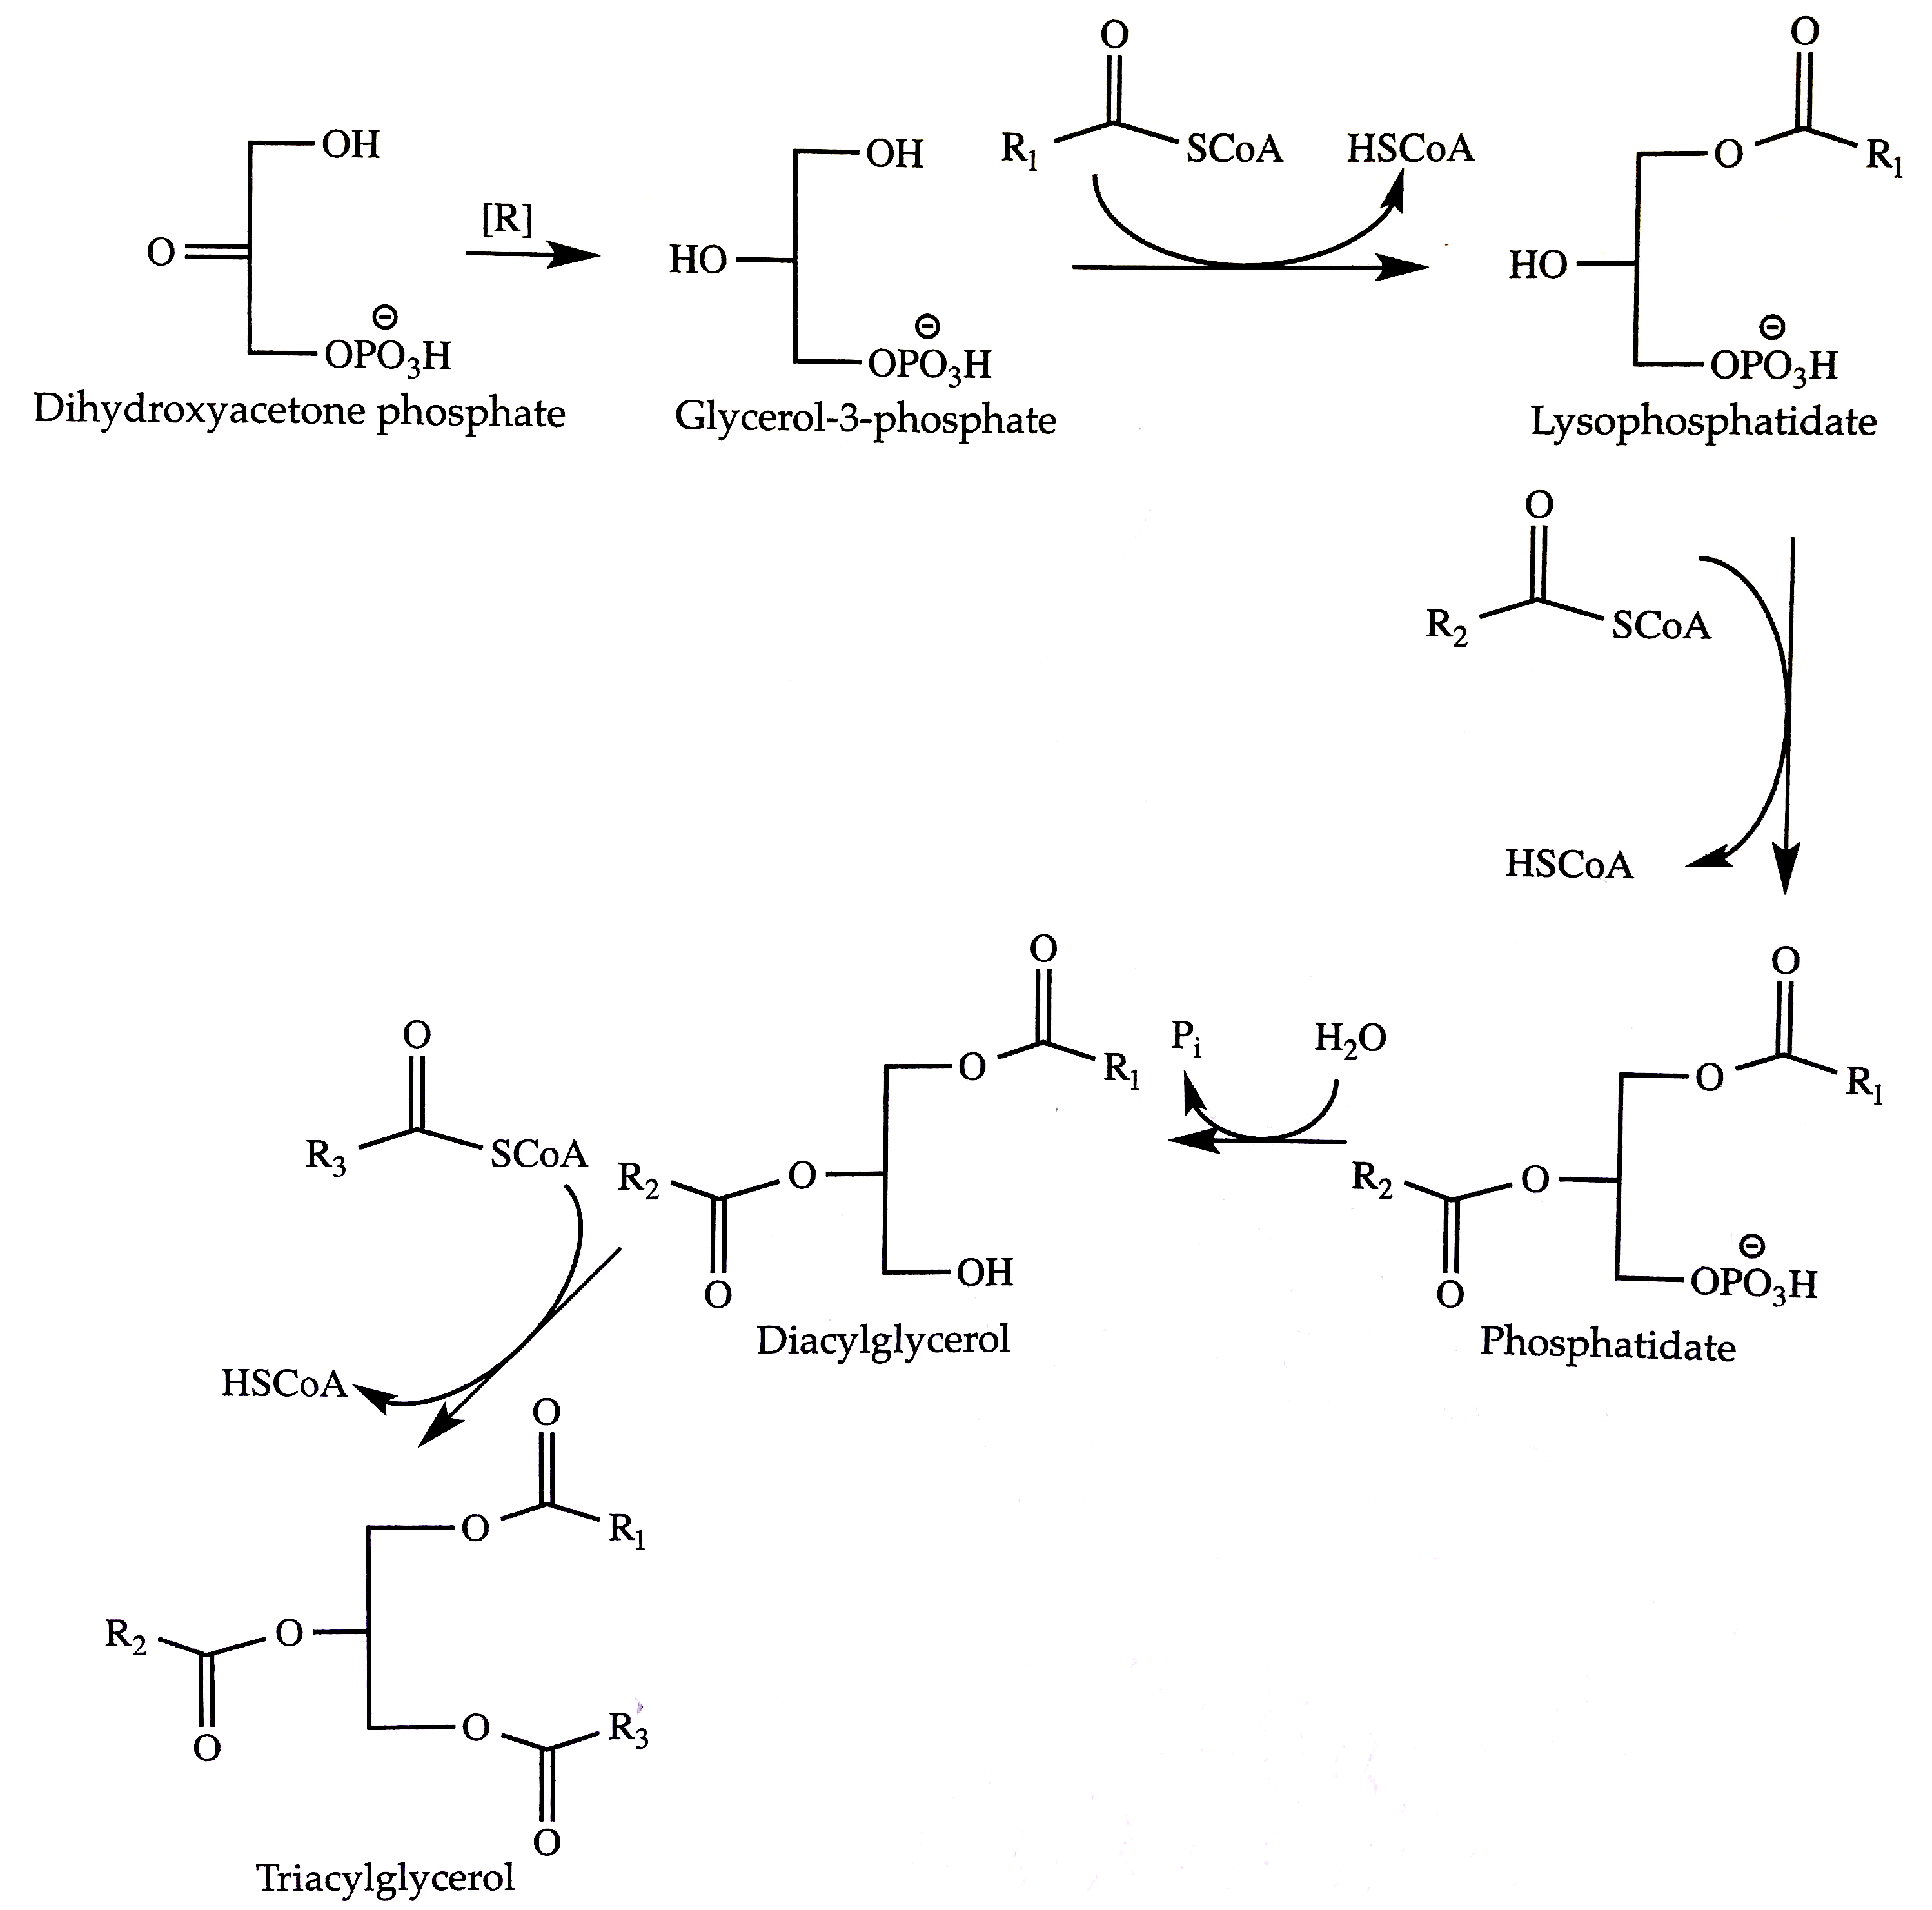 O
OH
O
⊖
OPO₃H
Dihydroxyacetone phosphate
[R]
OH
HO
⊖
OPO₃H
Glycerol-3-phosphate
O
R₁ SCoA
HSCoA
O
O R₁
HO
⊖
OPO₃H
Lysophosphatidate
O
R₂ SCoA
HSCoA
O
O R₁
R₂ O
O
⊖
OPO₃H
Phosphatidate
Pᵢ H₂O
O
O R₁
R₂ O
O
OH
Diacylglycerol
O
R₃ SCoA
HSCoA
O
O R₁
R₂ O
O
O R₃
O
Triacylglycerol